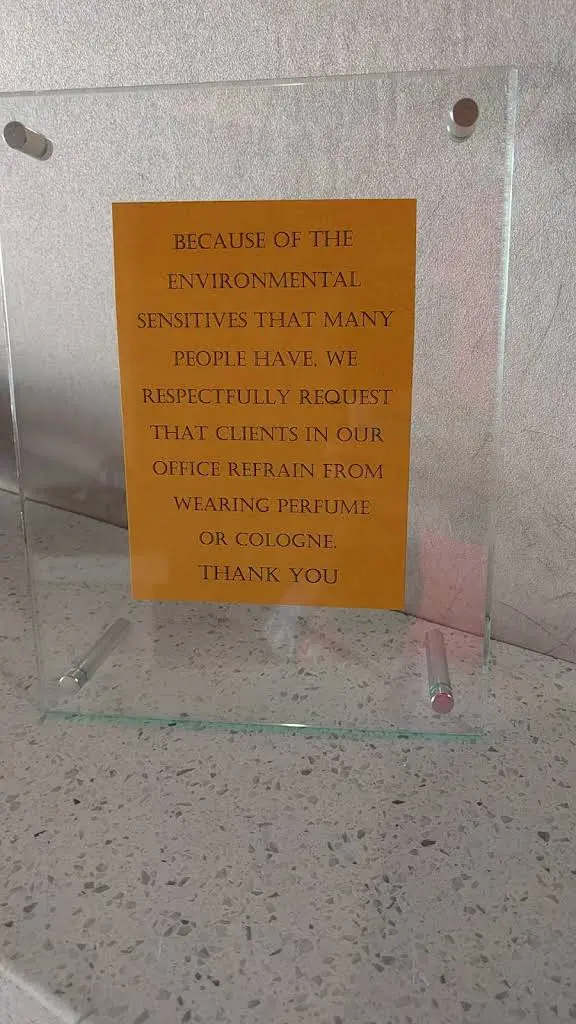 BECAUSE OF THE
ENVIRONMENTAL
SENSITIVES THAT MANY
PEOPLE HAVE, WE
RESPECTFULLY REQUEST
THAT CLIENTS IN OUR
OFFICE REFRAIN FROM
WEARING PERFUME
OR COLOGNE.
THANK YOU